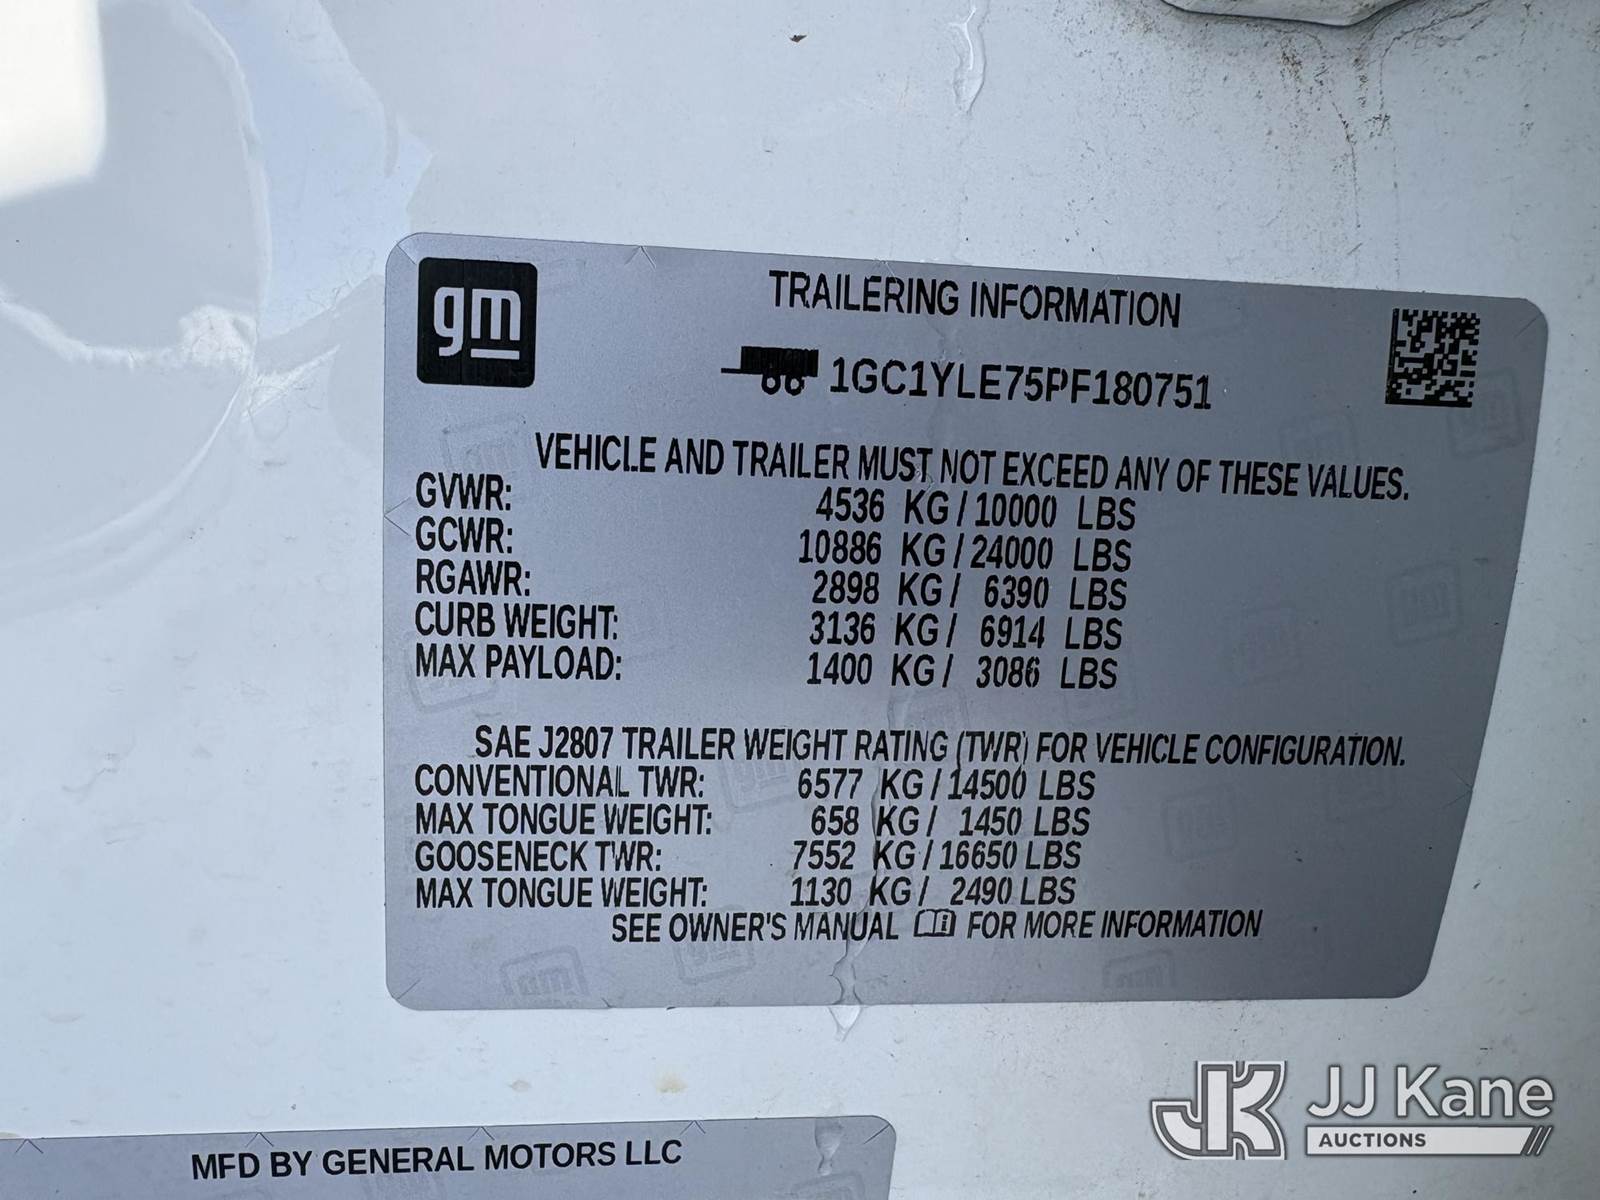 gm
TRAILERING INFORMATION
1GC1YLE75PF180751
VEHICLE AND TRAILER MUST NOT EXCEED ANY OF THESE VALUES.
GVWR: 4536 KG / 10000 LBS
GCWR: 10886 KG / 24000 LBS
RGAWR: 2898 KG / 6390 LBS
CURB WEIGHT: 3136 KG / 6914 LBS
MAX PAYLOAD: 1400 KG / 3086 LBS
SAE J2807 TRAILER WEIGHT RATING (TWR) FOR VEHICLE CONFIGURATION.
CONVENTIONAL TWR: 6577 KG / 14500 LBS
MAX TONGUE WEIGHT: 658 KG / 1450 LBS
GOOSENECK TWR: 7552 KG / 16650 LBS
MAX TONGUE WEIGHT: 1130 KG / 2490 LBS
SEE OWNER'S MANUAL FOR MORE INFORMATION
MFD BY GENERAL MOTORS LLC
JK JJ Kane
AUCTIONS